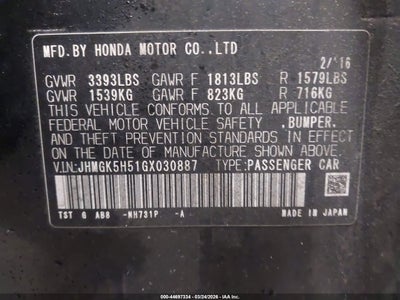 MFD.BY HONDA MOTOR CO.,LTD
2/'16
GVWR 3393LBS GAWR F 1813LBS R 1579LBS
GVWR 1539KG GAWR F 823KG R 716KG
THIS VEHICLE CONFORMS TO ALL APPLICABLE
FEDERAL MOTOR VEHICLE SAFETY ,BUMPER,
AND THEFT PREVENTION STANDARDS IN EFFECT
ON THE DATE OF MANUFACTURE SHOWN ABOVE.
V.I.N:JHMGK5H51GX030887 TYPE:PASSENGER CAR
TST 6 AB8 -NH731P -A MADE IN JAPAN
44697334 — 03/24/2026 — © IAA, Inc.